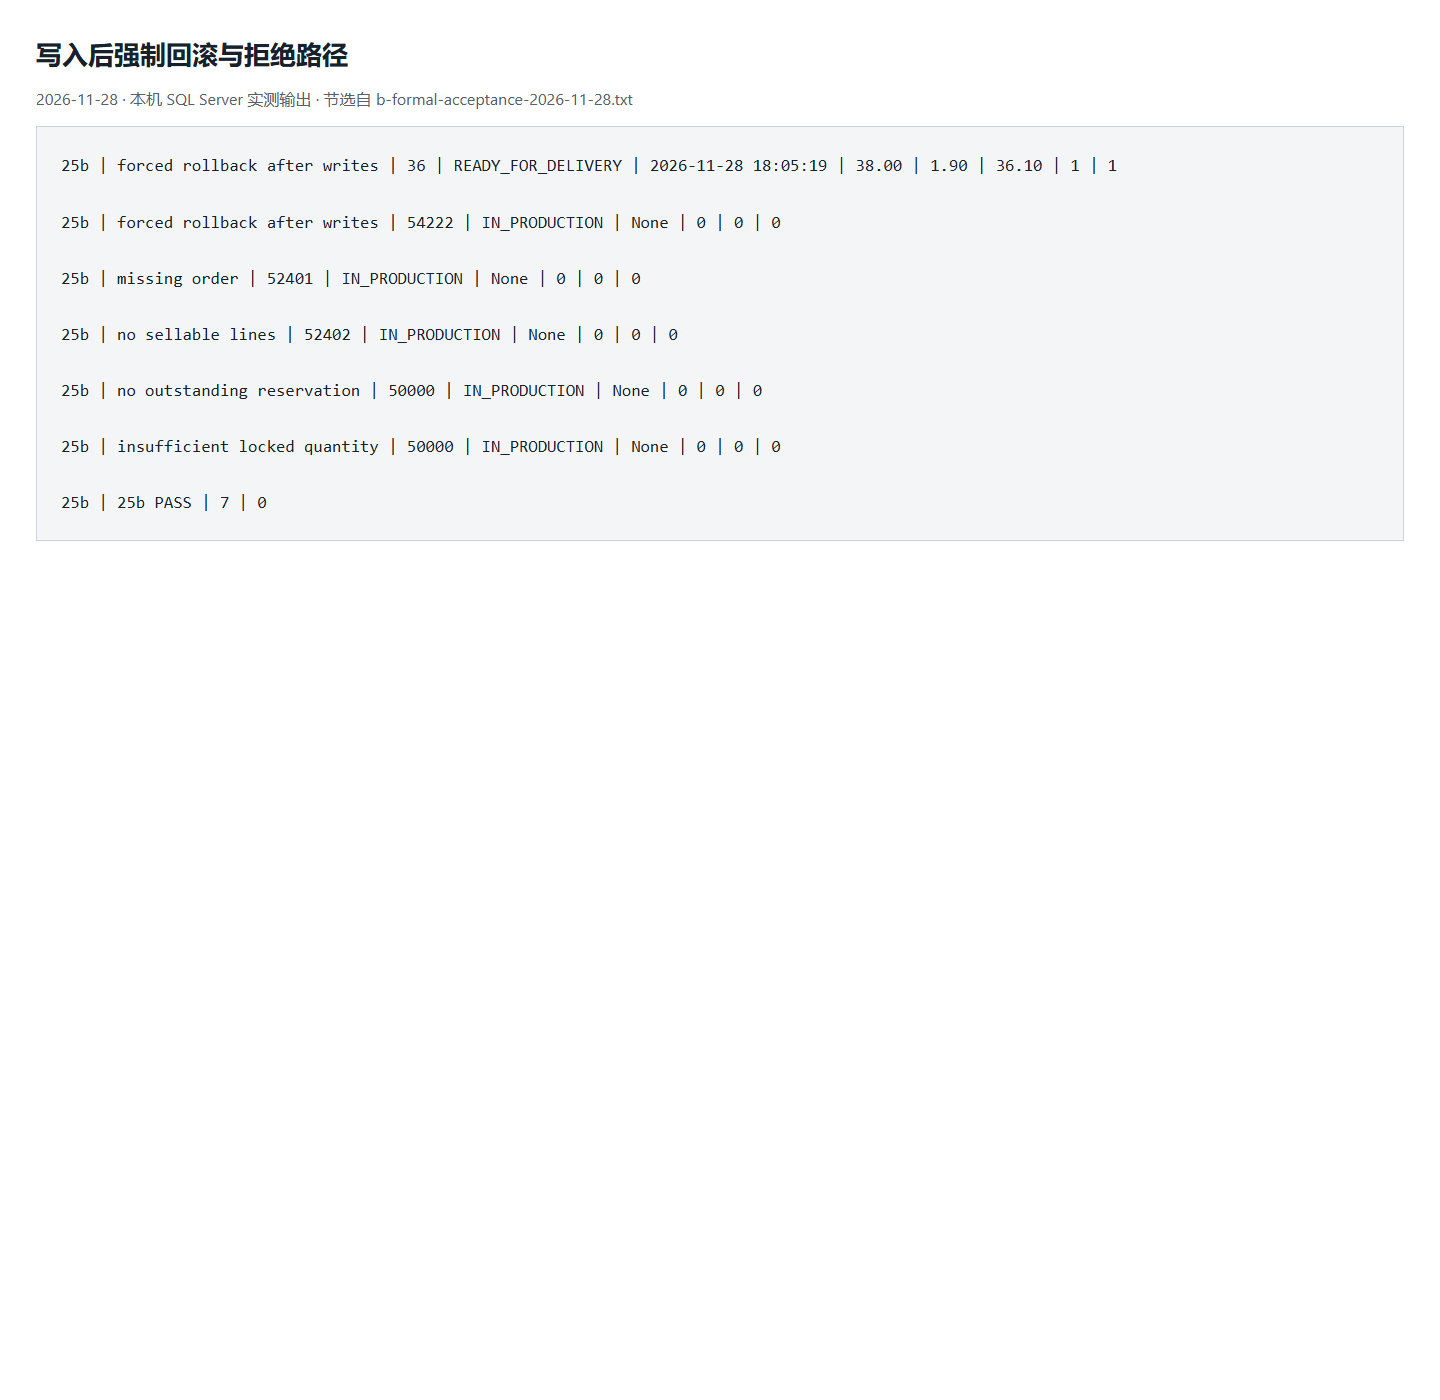 写入后强制回滚与拒绝路径
2026-11-28 · 本机 SQL Server 实测输出 · 节选自 b-formal-acceptance-2026-11-28.txt
25b | forced rollback after writes | 36 | READY_FOR_DELIVERY | 2026-11-28 18:05:19 | 38.00 | 1.90 | 36.10 | 1 | 1
25b | forced rollback after writes | 54222 | IN_PRODUCTION | None | 0 | 0 | 0
25b | missing order | 52401 | IN_PRODUCTION | None | 0 | 0 | 0
25b | no sellable lines | 52402 | IN_PRODUCTION | None | 0 | 0 | 0
25b | no outstanding reservation | 50000 | IN_PRODUCTION | None | 0 | 0 | 0
25b | insufficient locked quantity | 50000 | IN_PRODUCTION | None | 0 | 0 | 0
25b | 25b PASS | 7 | 0